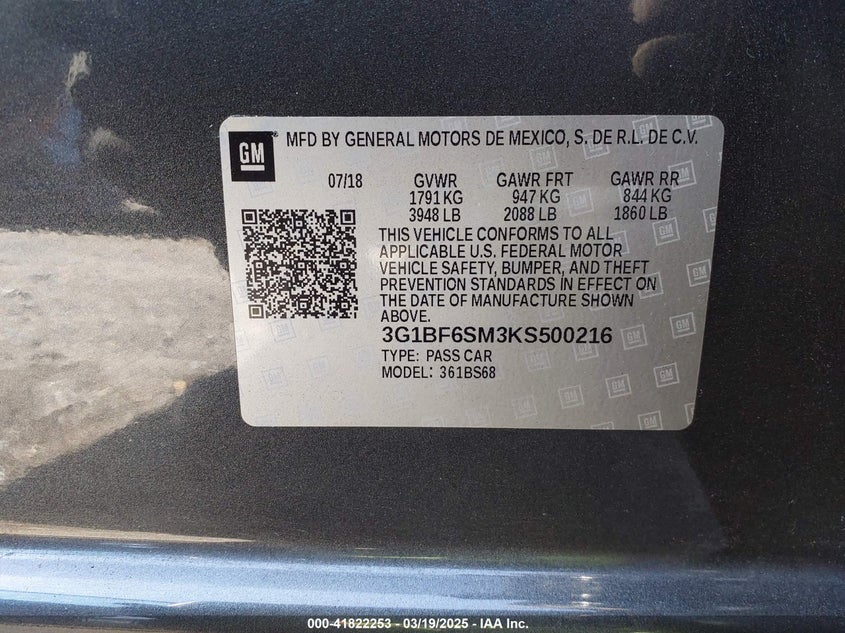 GM
MFD BY GENERAL MOTORS DE MEXICO, S. DE R.L. DE C.V.
07/18 GVWR GAWR FRT GAWR RR
1791 KG 947 KG 844 KG
3948 LB 2088 LB 1860 LB
THIS VEHICLE CONFORMS TO ALL
APPLICABLE U.S. FEDERAL MOTOR
VEHICLE SAFETY, BUMPER, AND THEFT
PREVENTION STANDARDS IN EFFECT ON
THE DATE OF MANUFACTURE SHOWN
ABOVE.
3G1BF6SM3KS500216
TYPE: PASS CAR
MODEL: 361BS68
000-41822253 - 03/19/2025 - IAA Inc.